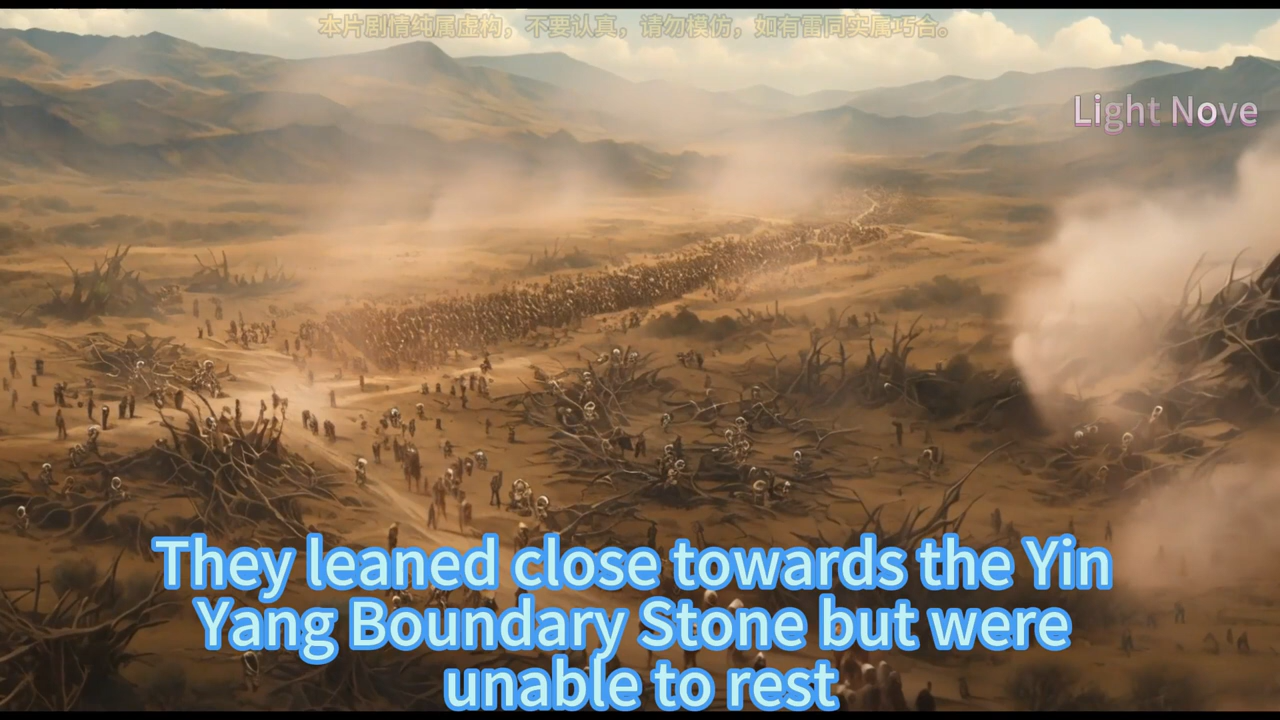 本片剧情纯属虚构，不要认真，请勿模仿，如有雷同实属巧合。
Light Nove
They leaned close towards the Yin
Yang Boundary Stone but were
unable to rest